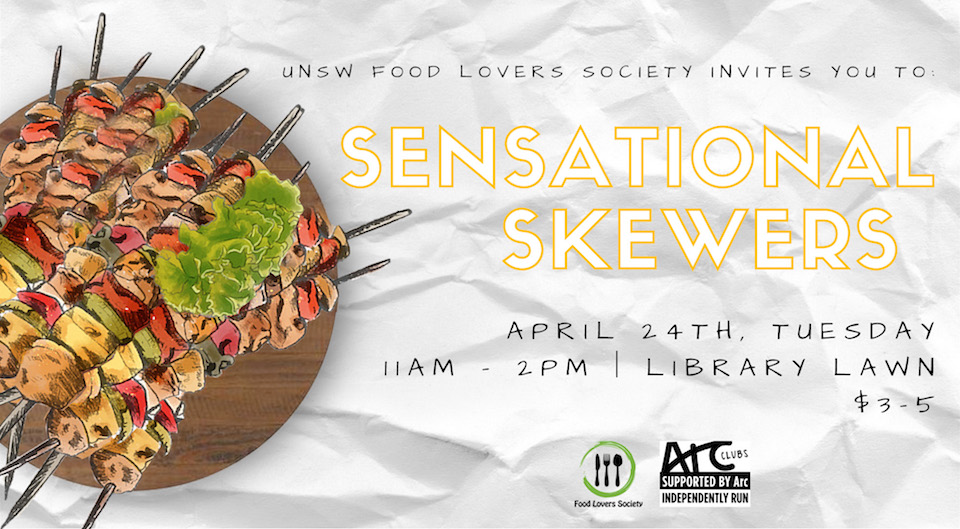 UNSW FOOD LOVERS SOCIETY INVITES YOU TO:
SENSATIONAL
SKEWERS
APRIL 24TH, TUESDAY
11AM - 2PM | LIBRARY LAWN
$3-5
Food Lovers Society
Arc CLUBS
SUPPORTED BY Arc
INDEPENDENTLY RUN